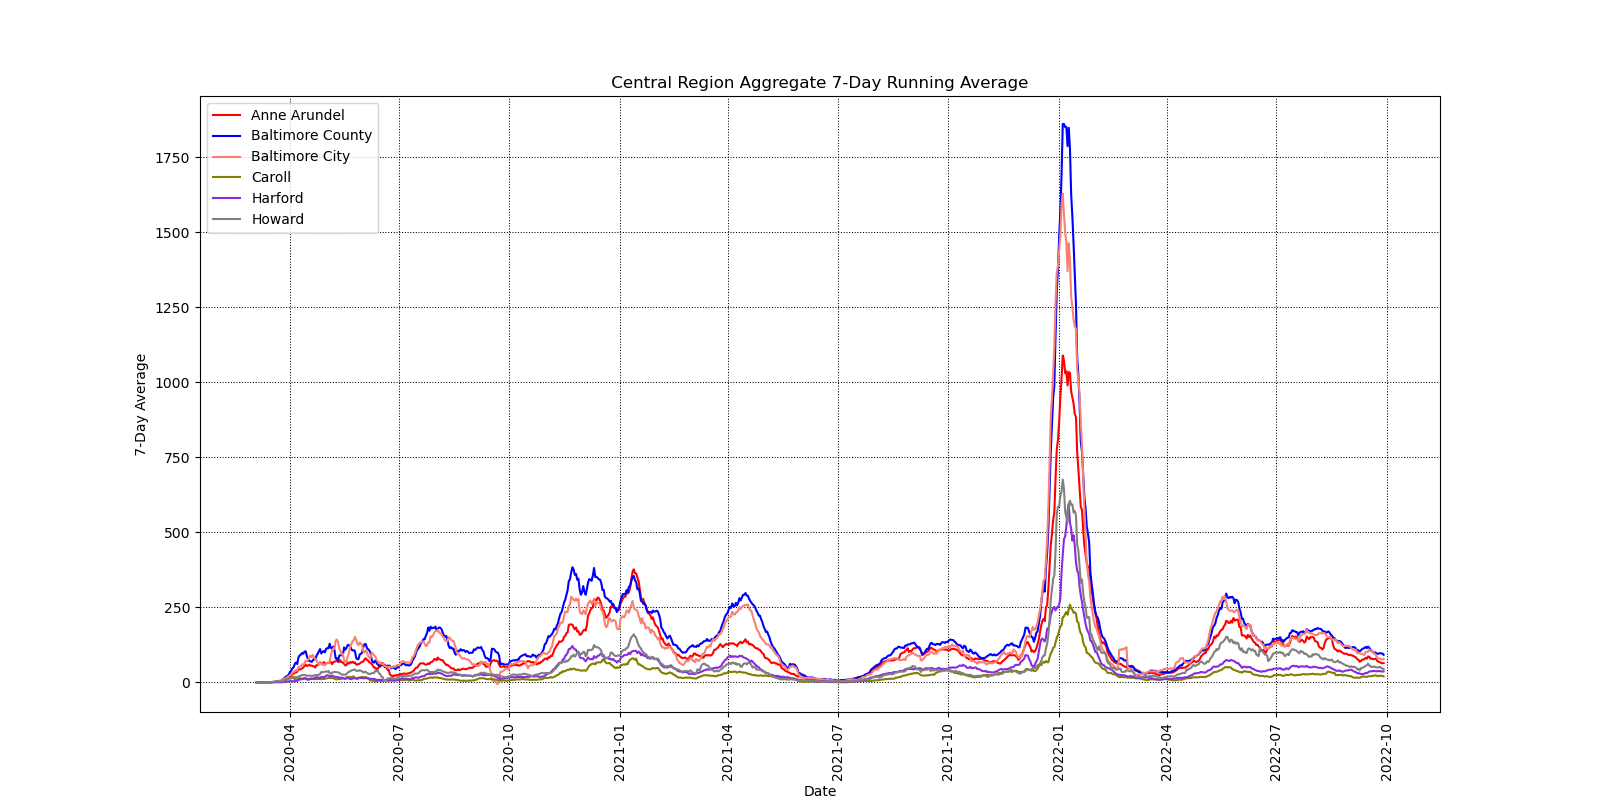 Central Region Aggregate 7-Day Running Average
Anne Arundel
Baltimore County
Baltimore City
Caroll
Harford
Howard
1750
1500
1250
1000
750
500
250
0
7-Day Average
2020-04
2020-07
2020-10
2021-01
2021-04
2021-07
2021-10
2022-01
2022-04
2022-07
2022-10
Date